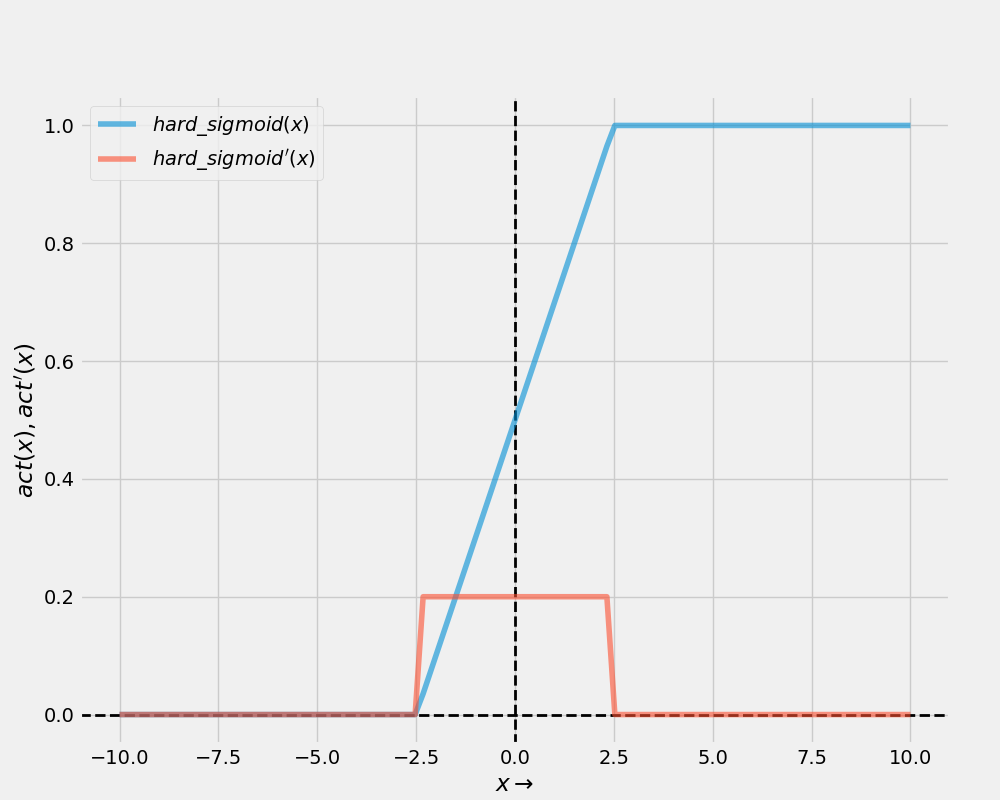 hard_sigmoid(x)
hard_sigmoid′(x)
1.0
0.8
0.6
0.4
0.2
0.0
act(x), act′(x)
−10.0 −7.5 −5.0 −2.5 0.0 2.5 5.0 7.5 10.0
x →